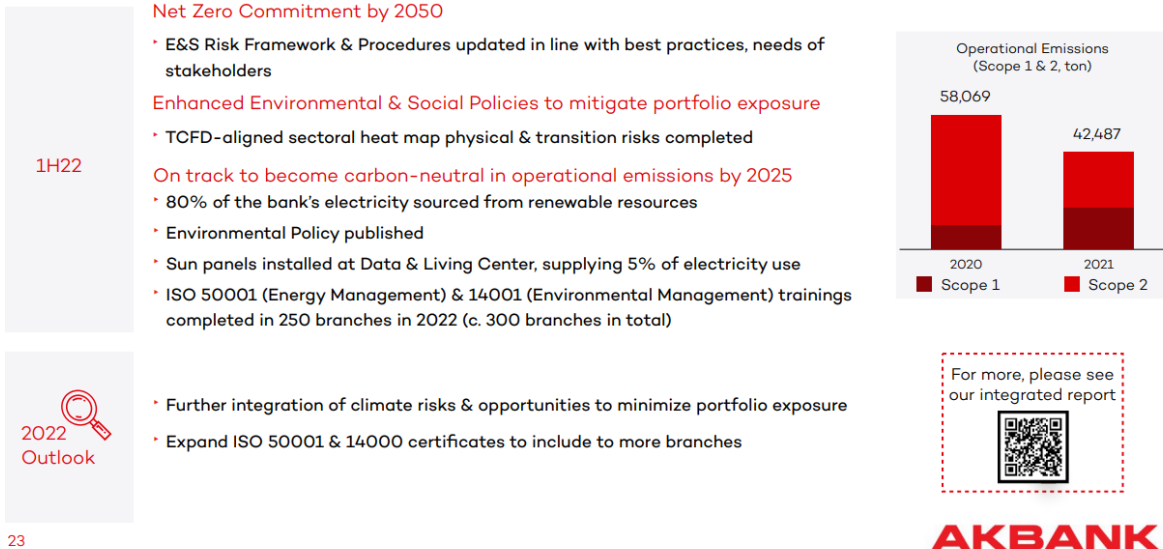 Net Zero Commitment by 2050
E&S Risk Framework & Procedures updated in line with best practices, needs of
stakeholders
Enhanced Environmental & Social Policies to mitigate portfolio exposure
TCFD-aligned sectoral heat map physical & transition risks completed
1H22
On track to become carbon-neutral in operational emissions by 2025
80% of the bank's electricity sourced from renewable resources
Environmental Policy published
Sun panels installed at Data & Living Center, supplying 5% of electricity use
ISO 50001 (Energy Management) & 14001 (Environmental Management) trainings
completed in 250 branches in 2022 (c. 300 branches in total)
Operational Emissions
(Scope 1 & 2, ton)
58,069
42,487
2020
2021
Scope 1
Scope 2
2022
Outlook
Further integration of climate risks & opportunities to minimize portfolio exposure
Expand ISO 50001 & 14000 certificates to include to more branches
For more, please see
our integrated report
23
AKBANK